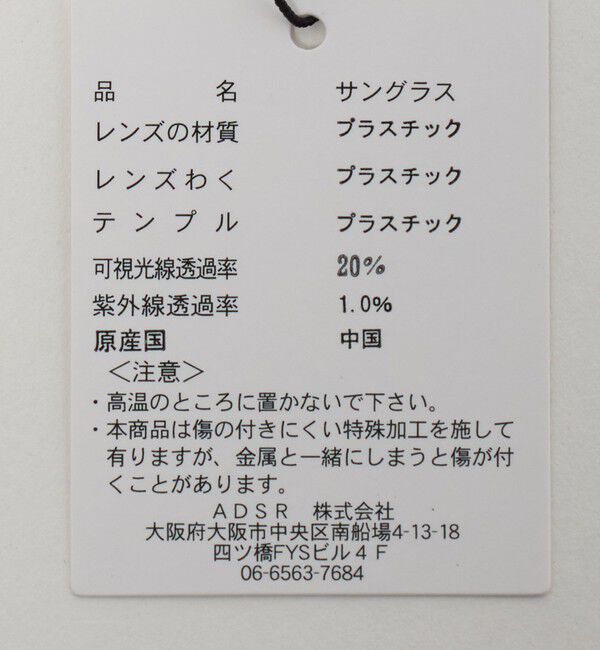 品名 サングラス
レンズの材質 プラスチック
レンズわく プラスチック
テンプル プラスチック
可視光線透過率 20%
紫外線透過率 1.0%
原産国 中国
＜注意＞
・高温のところに置かないで下さい。
・本商品は傷の付きにくい特殊加工を施して
有りますが、金属と一緒にしまうと傷が付
くことがあります。
ＡＤＳＲ　株式会社
大阪府大阪市中央区南船場4-13-18
四ツ橋FYSビル４Ｆ
06-6563-7684